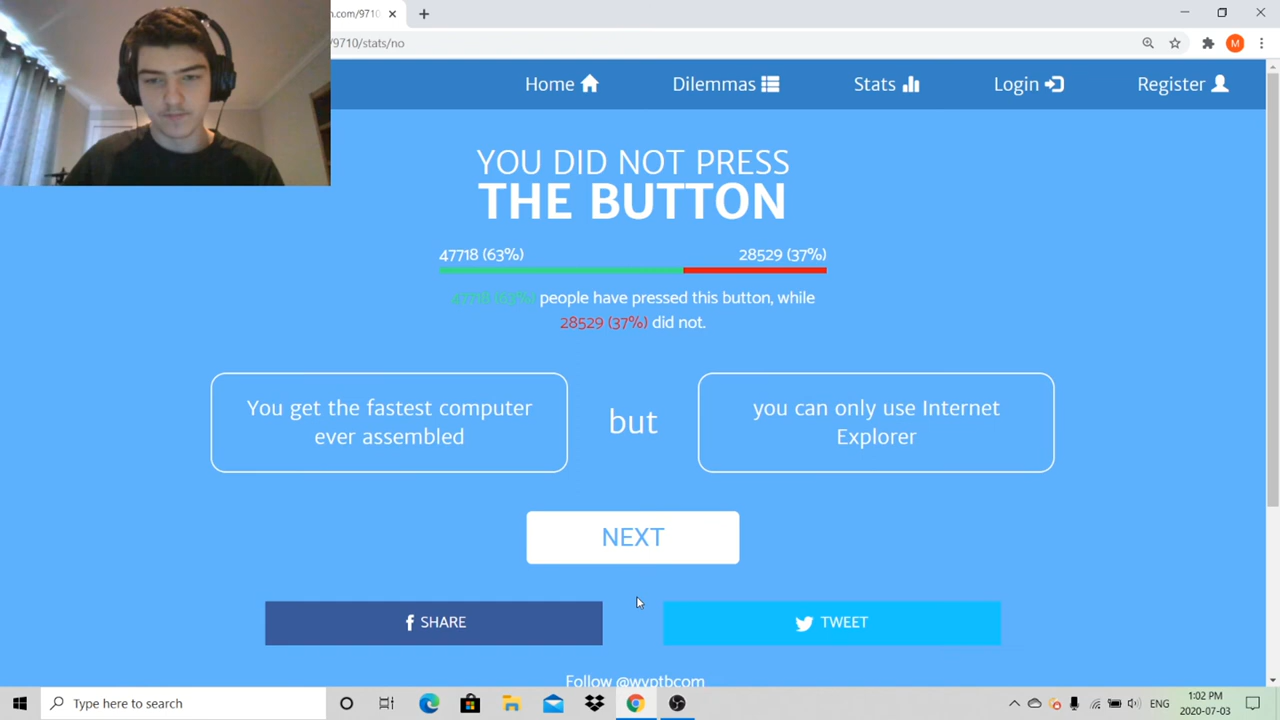 n.com/9710
/9710/stats/no
M
Home
Dilemmas
Stats
Login
Register
YOU DID NOT PRESS
THE BUTTON
47718 (63%)
28529 (37%)
47718 (63%) people have pressed this button, while
28529 (37%) did not.
You get the fastest computer
ever assembled
but
you can only use Internet
Explorer
NEXT
f SHARE
TWEET
Follow @wyptbcom
Type here to search
ENG
1:02 PM
2020-07-03